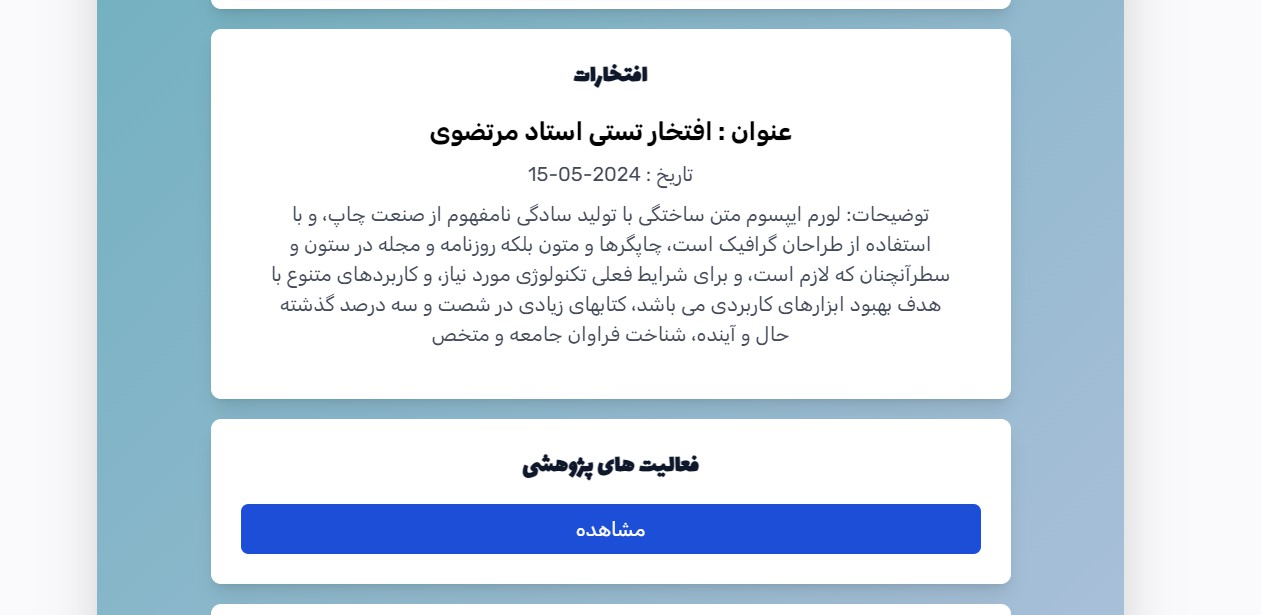 افتخارات
عنوان : افتخار تستی استاد مرتضوی
تاریخ : 2024-05-15
توضیحات: لورم ایپسوم متن ساختگی با تولید سادگی نامفهوم از صنعت چاپ، و با
استفاده از طراحان گرافیک است، چاپگرها و متون بلکه روزنامه و مجله در ستون و
سطرآنچنان که لازم است، و برای شرایط فعلی تکنولوژی مورد نیاز، و کاربردهای متنوع با
هدف بهبود ابزارهای کاربردی می باشد، کتابهای زیادی در شصت و سه درصد گذشته
حال و آینده، شناخت فراوان جامعه و متخص
فعالیت های پژوهشی
مشاهده